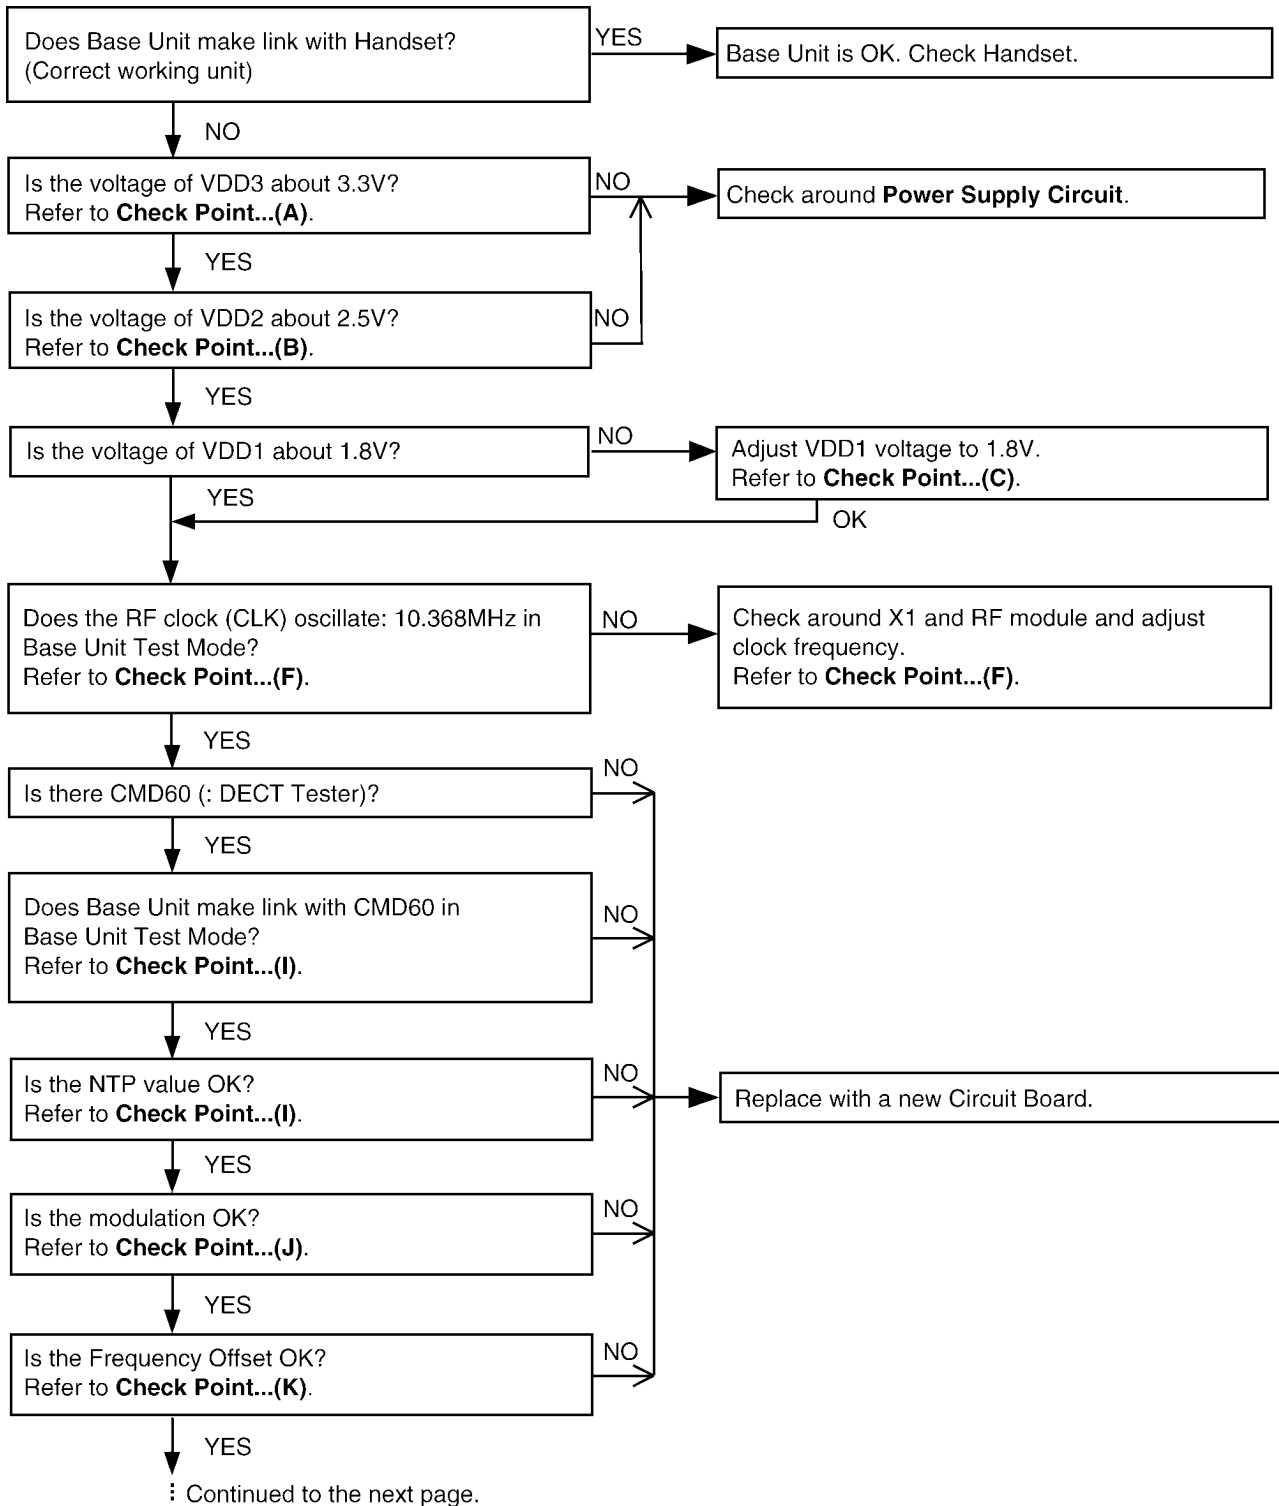 Does Base Unit make link with Handset?
(Correct working unit)
YES
Base Unit is OK. Check Handset.
NO
Is the voltage of VDD3 about 3.3V?
Refer to Check Point...(A).
NO
Check around Power Supply Circuit.
YES
Is the voltage of VDD2 about 2.5V?
Refer to Check Point...(B).
NO
YES
Is the voltage of VDD1 about 1.8V?
NO
Adjust VDD1 voltage to 1.8V.
Refer to Check Point...(C).
YES
OK
Does the RF clock (CLK) oscillate: 10.368MHz in
Base Unit Test Mode?
Refer to Check Point...(F).
NO
Check around X1 and RF module and adjust
clock frequency.
Refer to Check Point...(F).
YES
Is there CMD60 (: DECT Tester)?
NO
YES
Does Base Unit make link with CMD60 in
Base Unit Test Mode?
Refer to Check Point...(I).
NO
YES
Is the NTP value OK?
Refer to Check Point...(I).
NO
Replace with a new Circuit Board.
YES
Is the modulation OK?
Refer to Check Point...(J).
NO
YES
Is the Frequency Offset OK?
Refer to Check Point...(K).
NO
YES
Continued to the next page.